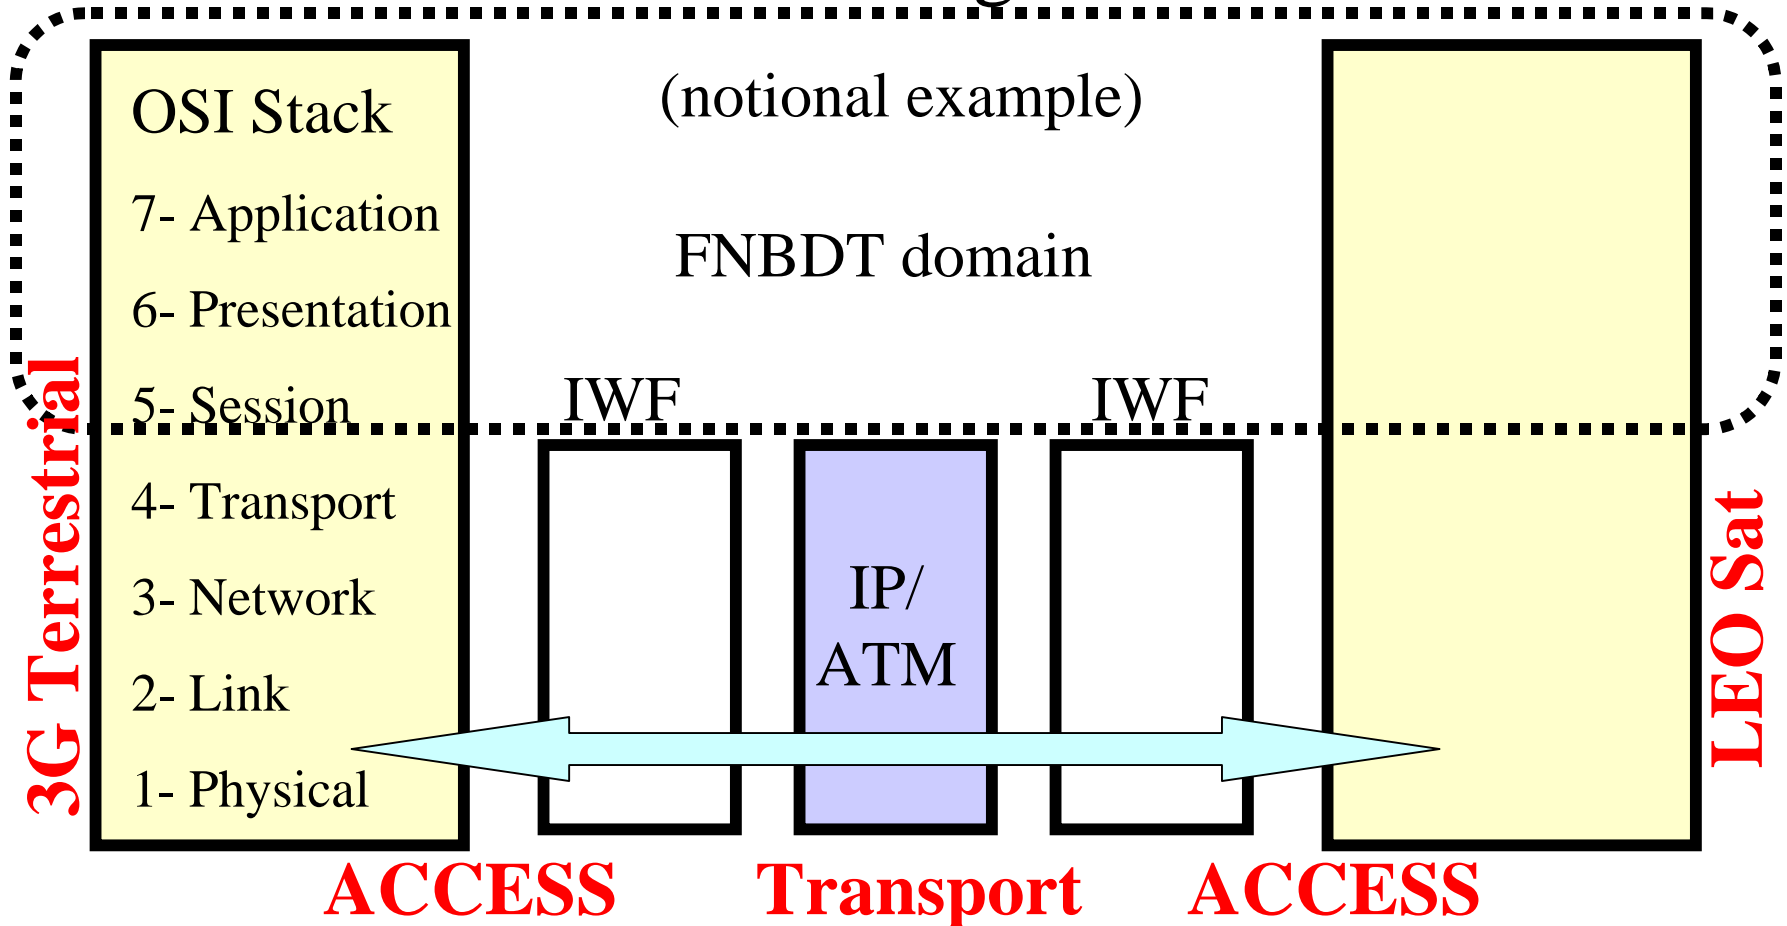 OSI Stack
7- Application
6- Presentation
5- Session
4- Transport
3- Network
2- Link
1- Physical
3G Terrestrial
(notional example)
FNBDT domain
IWF
IWF
IP/
ATM
LEO Sat
ACCESS
Transport
ACCESS